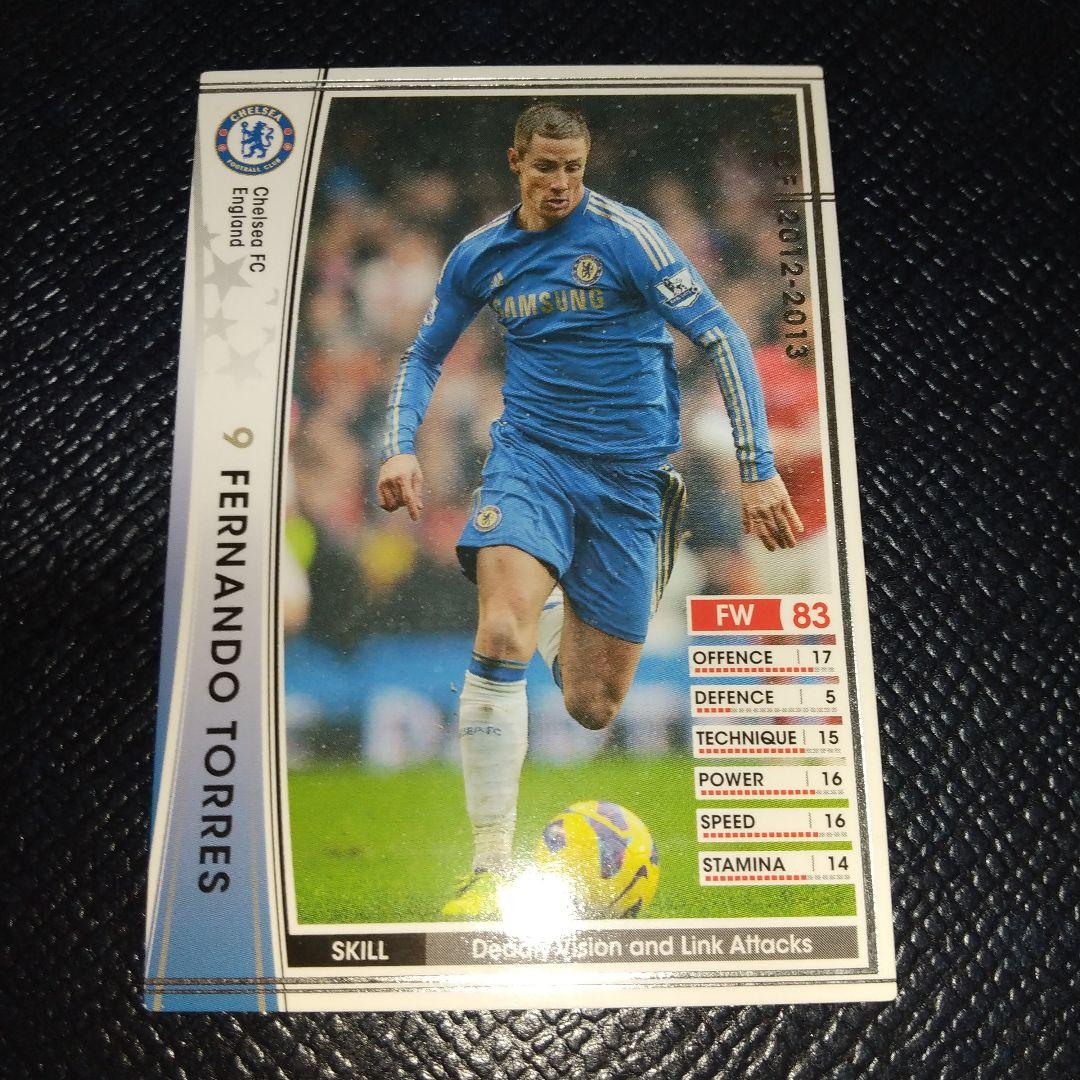 CHELSEA
FOOTBALL CLUB
Chelsea FC
England
9 FERNANDO TORRES
WCCF 2012-2013
SAMSUNG
FW 83
OFFENCE 17
DEFENCE 5
TECHNIQUE 15
POWER 16
SPEED 16
STAMINA 14
SKILL Deadly Vision and Link Attacks